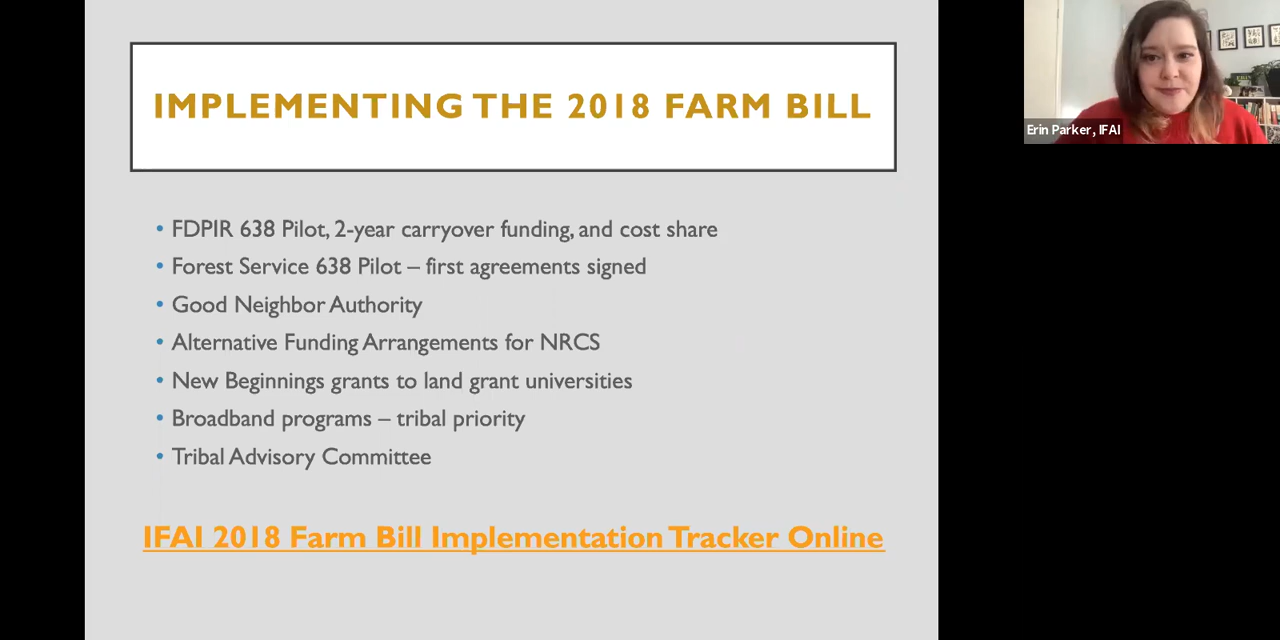 IMPLEMENTING THE 2018 FARM BILL
• FDPIR 638 Pilot, 2-year carryover funding, and cost share
• Forest Service 638 Pilot – first agreements signed
• Good Neighbor Authority
• Alternative Funding Arrangements for NRCS
• New Beginnings grants to land grant universities
• Broadband programs – tribal priority
• Tribal Advisory Committee
IFAI 2018 Farm Bill Implementation Tracker Online
Erin Parker, IFAI